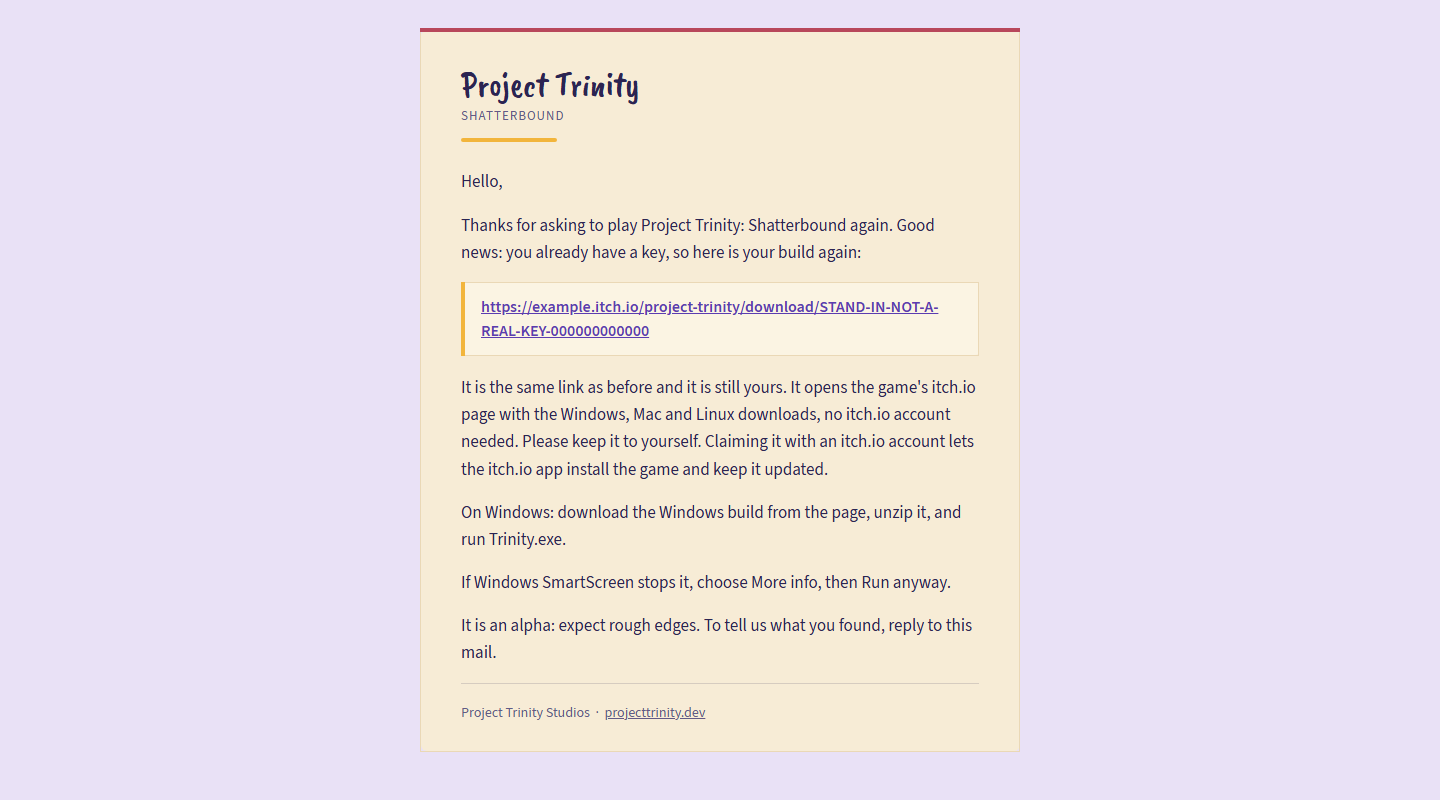 Project Trinity
SHATTERBOUND
Hello,
Thanks for asking to play Project Trinity: Shatterbound again. Good
news: you already have a key, so here is your build again:
https://example.itch.io/project-trinity/download/STAND-IN-NOT-A-
REAL-KEY-000000000000
It is the same link as before and it is still yours. It opens the game's itch.io
page with the Windows, Mac and Linux downloads, no itch.io account
needed. Please keep it to yourself. Claiming it with an itch.io account lets
the itch.io app install the game and keep it updated.
On Windows: download the Windows build from the page, unzip it, and
run Trinity.exe.
If Windows SmartScreen stops it, choose More info, then Run anyway.
It is an alpha: expect rough edges. To tell us what you found, reply to this
mail.
Project Trinity Studios · projecttrinity.dev